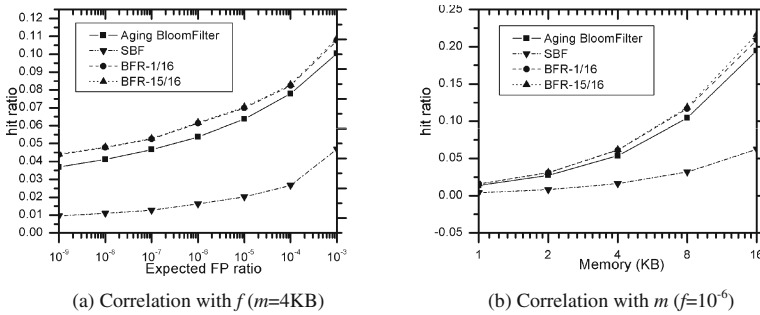 0.12
0.11
0.10
0.09
0.08
0.07
0.06
0.05
0.04
0.03
0.02
0.01
0.00
hit ratio
Aging BloomFilter
SBF
BFR-1/16
BFR-15/16
10⁻⁹ 10⁻⁸ 10⁻⁷ 10⁻⁶ 10⁻⁵ 10⁻⁴ 10⁻³
Expected FP ratio
(a) Correlation with f (m=4KB)
0.25
0.20
0.15
0.10
0.05
0.00
-0.05
hit ratio
Aging BloomFilter
SBF
BFR-1/16
BFR-15/16
1 2 4 8 16
Memory (KB)
(b) Correlation with m (f=10⁻⁶)